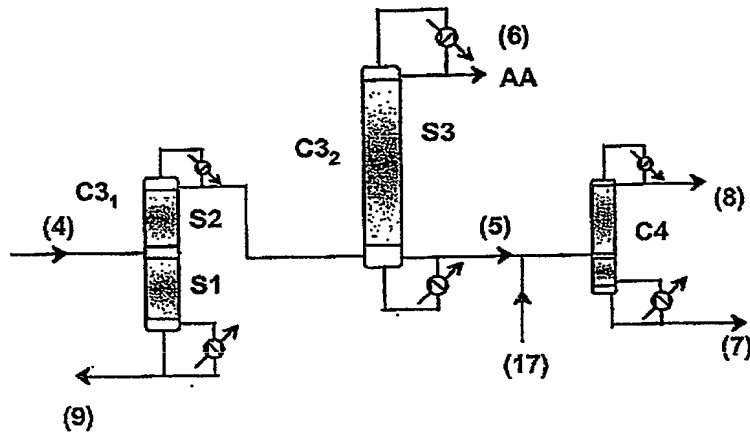 (6)
AA
S3
C3₂
C3₁
(4)
S2
S1
(5)
(8)
C4
(17)
(7)
(9)